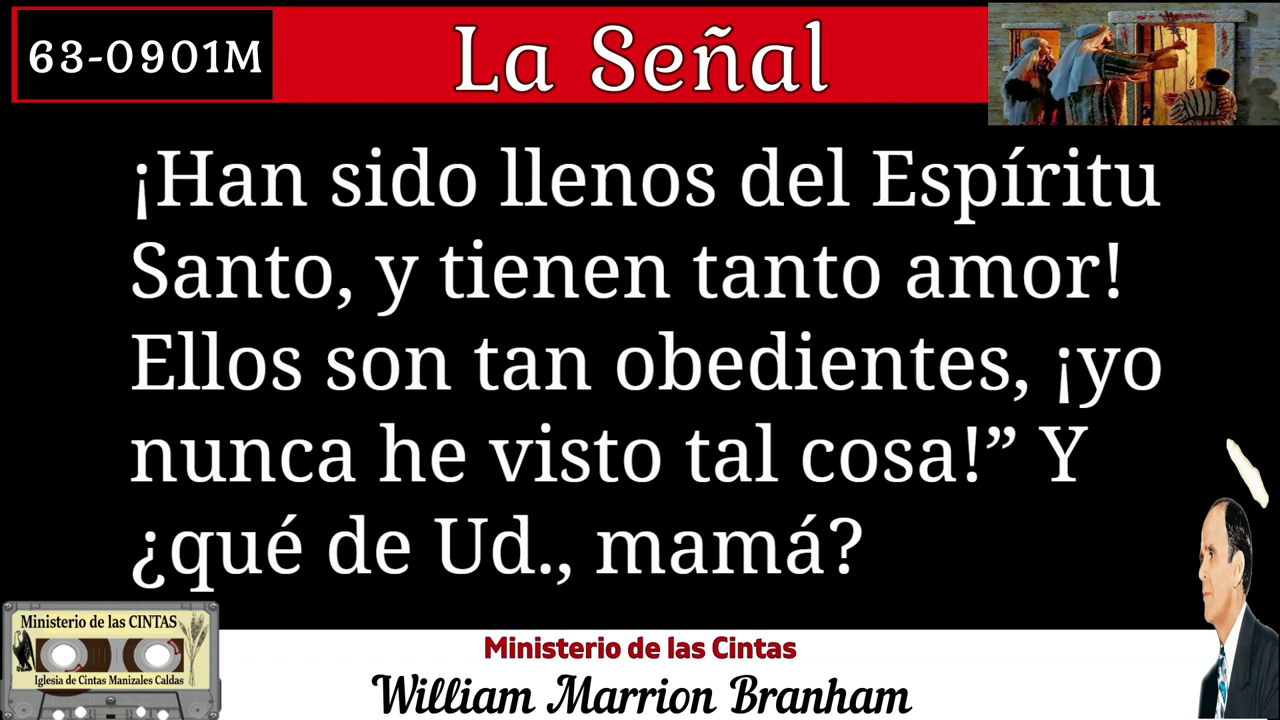 63-0901M
La Señal
¡Han sido llenos del Espíritu
Santo, y tienen tanto amor!
Ellos son tan obedientes, ¡yo
nunca he visto tal cosa!” Y
¿qué de Ud., mamá?
Ministerio de las CINTAS
Iglesia de Cintas Manizales Caldas
Ministerio de las Cintas
William Marrion Branham